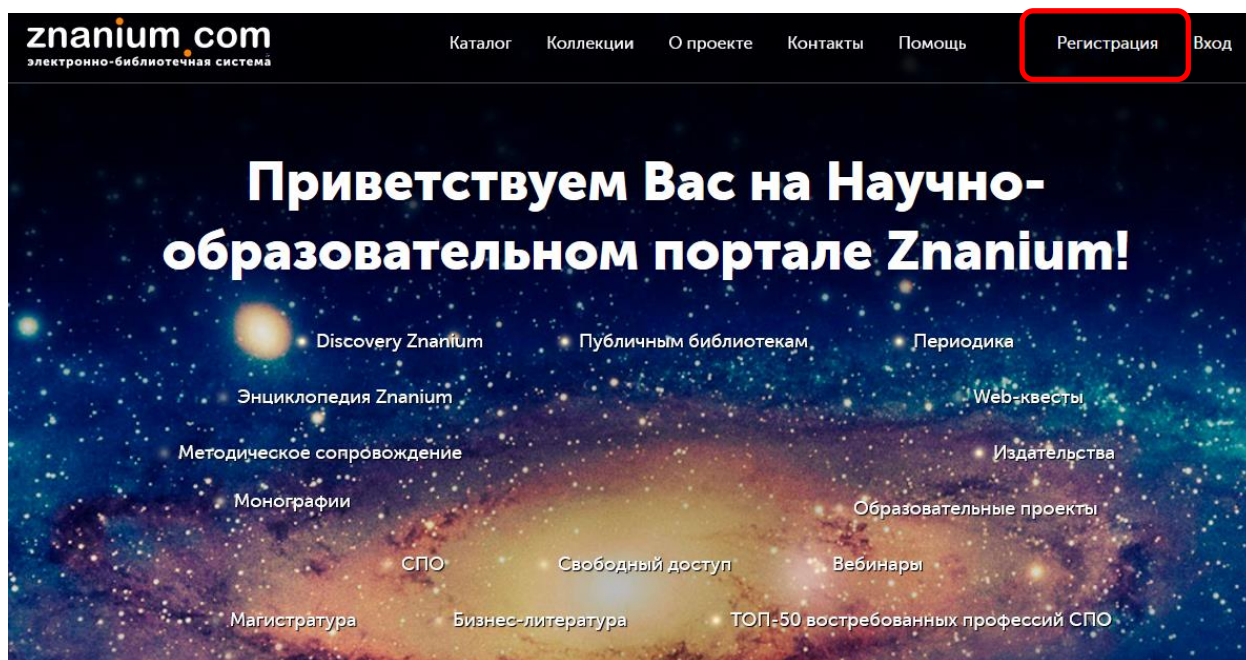 znanium.com
электронно-библиотечная система
Каталог Коллекции О проекте Контакты Помощь Регистрация Вход
Приветствуем Вас на Научно-
образовательном портале Znanium!
Discovery Znanium Публичным библиотекам Периодика
Энциклопедия Znanium Web-квесты
Методическое сопровождение Издательства
Монографии Образовательные проекты
СПО Свободный доступ Вебинары
Магистратура Бизнес-литература ТОП-50 востребованных профессий СПО